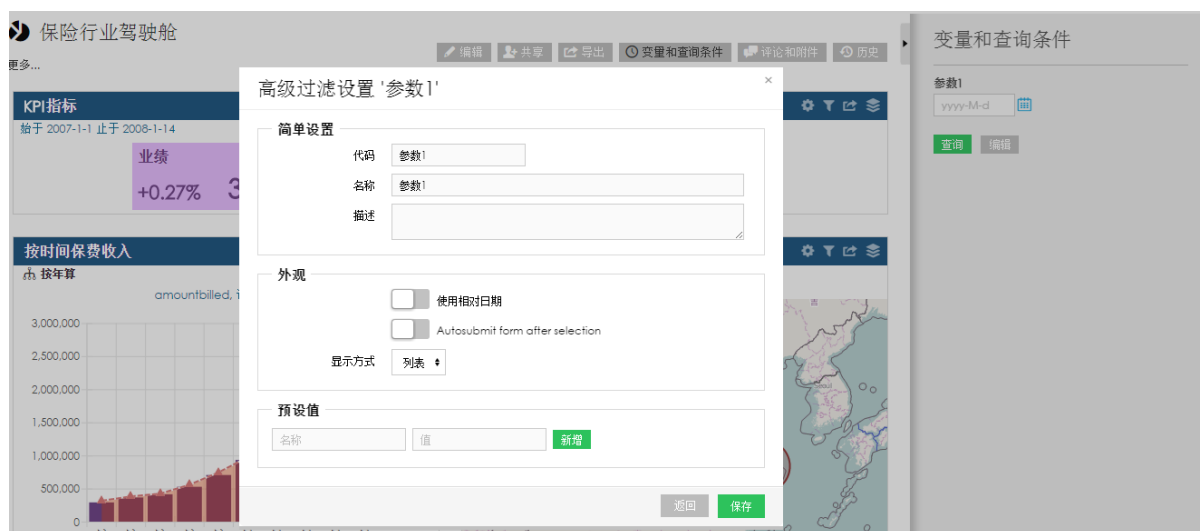 保险行业驾驶舱
更多...
编辑 共享 导出 变量和查询条件 评论和附件 历史
变量和查询条件
参数1
yyyy-M-d
查询 编辑
KPI指标
始于 2007-1-1 止于 2008-1-14
业绩
+0.27% 3
按时间保费收入
按年算
amountbilled,
3,000,000
2,500,000
2,000,000
1,500,000
1,000,000
500,000
0
高级过滤设置 '参数1' ×
简单设置
代码 参数1
名称 参数1
描述
外观
使用相对日期
Autosubmit form after selection
显示方式 列表
预设值
名称 值 新增
返回 保存